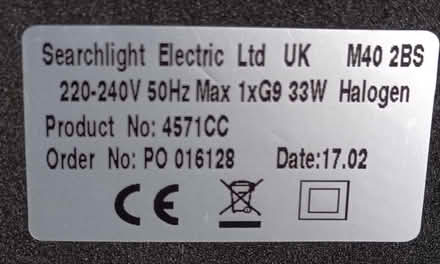 Searchlight Electric Ltd UK M40 2BS
220-240V 50Hz Max 1xG9 33W Halogen
Product No: 4571CC
Order No: PO 016128 Date:17.02
CE